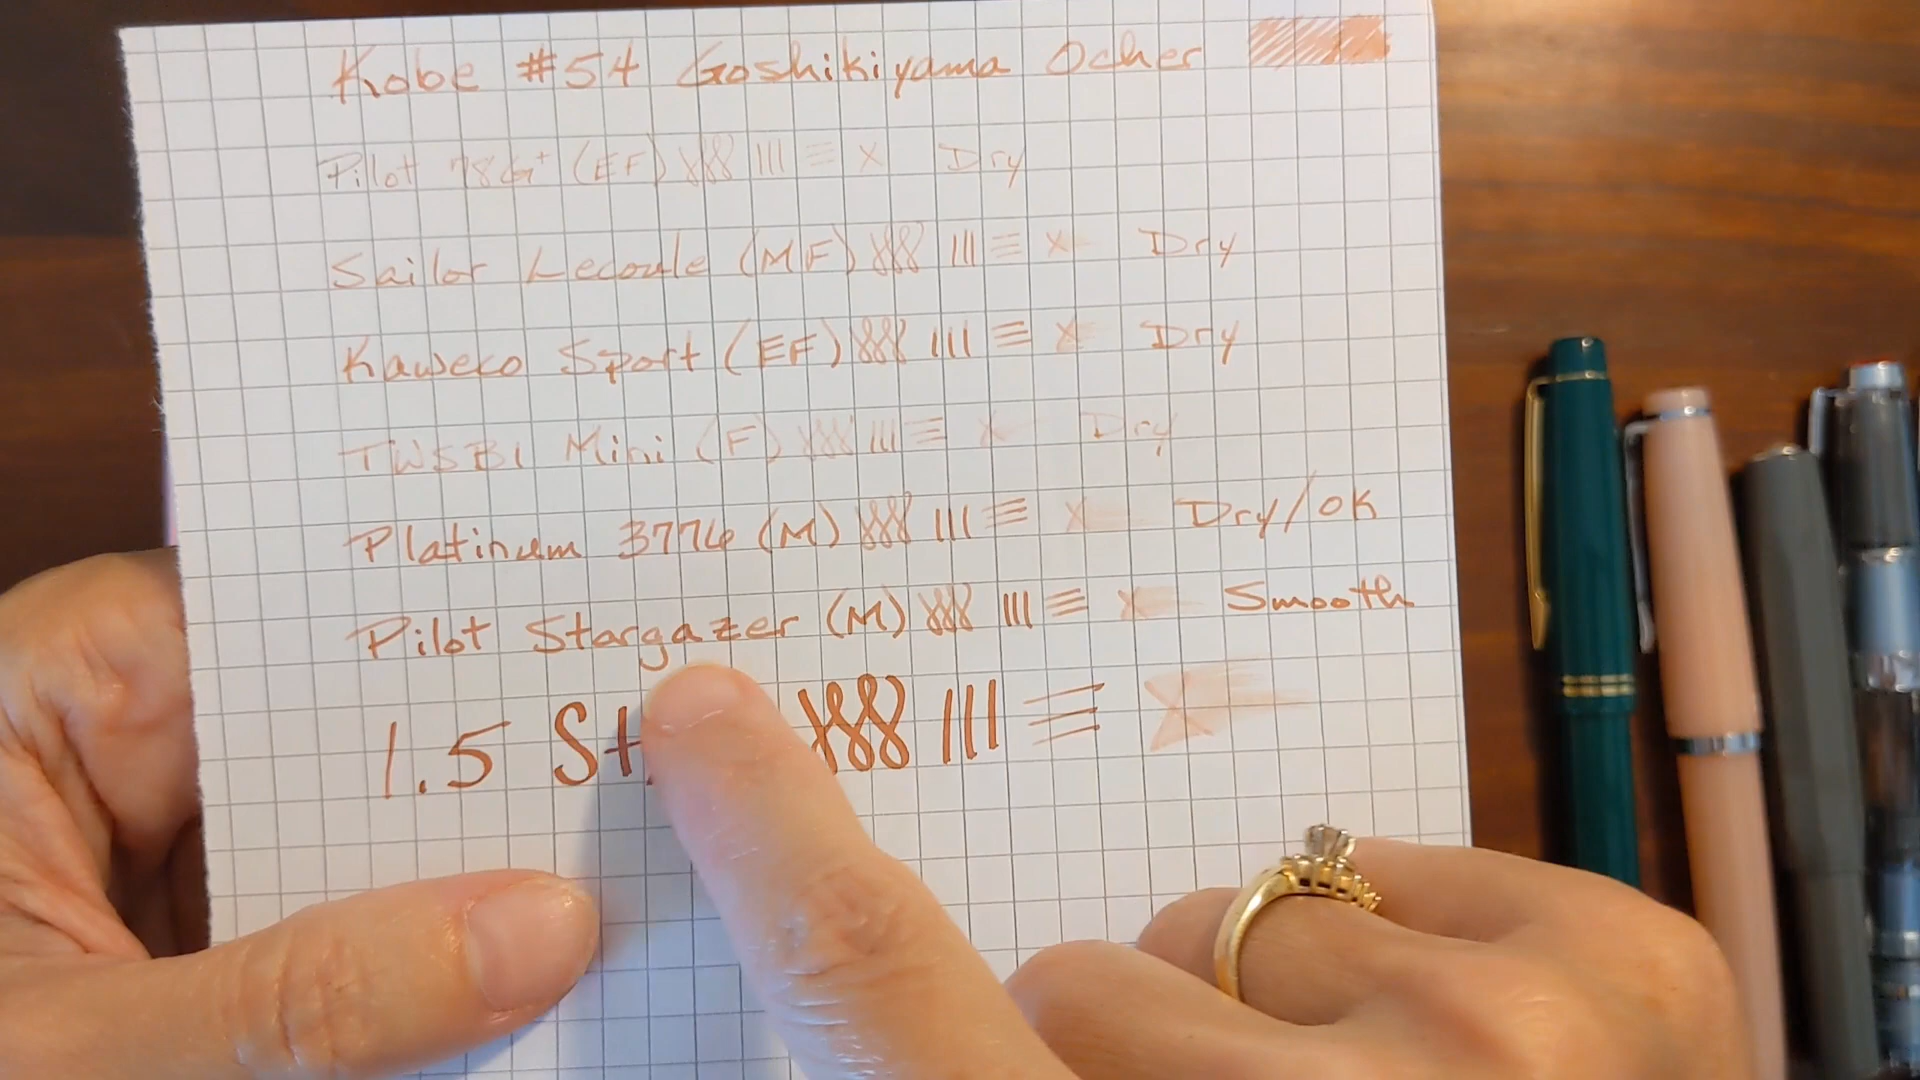 Kobe #54 Goshikiyama Ocher
Pilot 78G+ (EF) Dry
Sailor Lecoule (MF) Dry
Kaweco Sport (EF) Dry
TWSBI Mini (F) Dry
Platinum 3776 (M) Dry/OK
Pilot Stargazer (M) Smooth
1.5